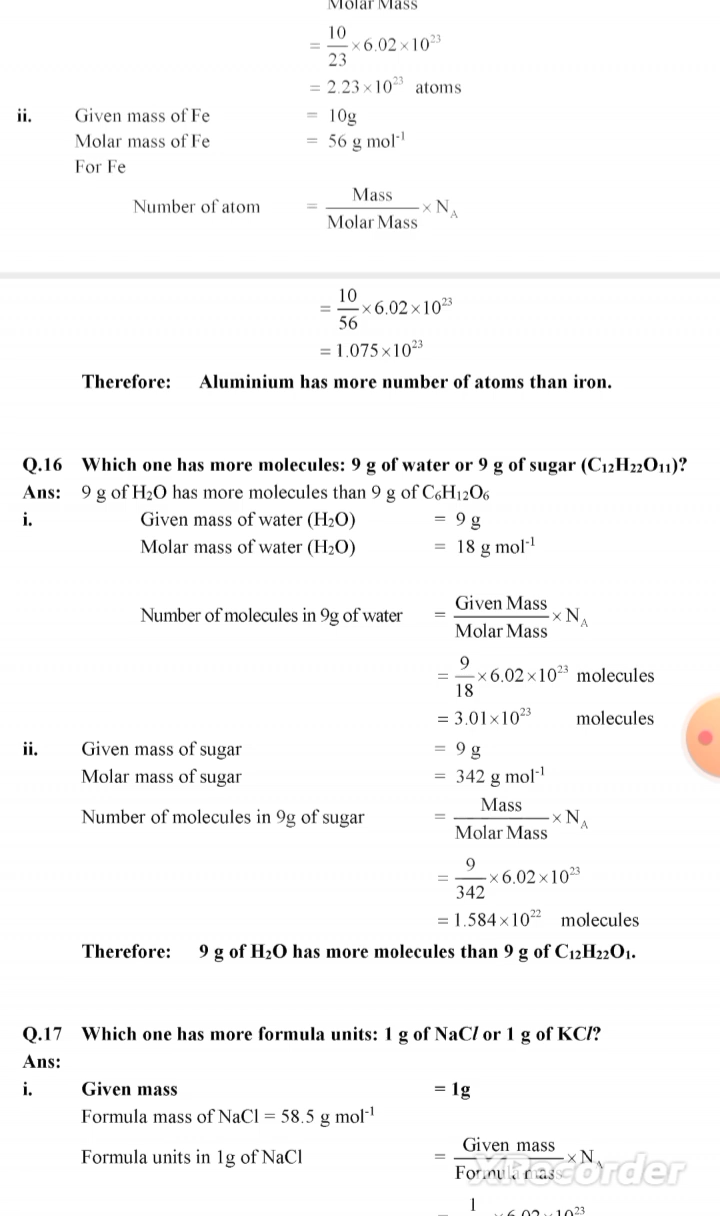 Molar Mass
= 10/23 × 6.02 × 10²³
= 2.23 × 10²³ atoms
ii. Given mass of Fe = 10g
Molar mass of Fe = 56 g mol⁻¹
For Fe
Number of atom = Mass/Molar Mass × N_A
= 10/56 × 6.02 × 10²³
= 1.075 × 10²³
Therefore: Aluminium has more number of atoms than iron.
Q.16 Which one has more molecules: 9 g of water or 9 g of sugar (C₁₂H₂₂O₁₁)?
Ans: 9 g of H₂O has more molecules than 9 g of C₆H₁₂O₆
i. Given mass of water (H₂O) = 9 g
Molar mass of water (H₂O) = 18 g mol⁻¹
Number of molecules in 9g of water = Given Mass/Molar Mass × N_A
= 9/18 × 6.02 × 10²³ molecules
= 3.01×10²³ molecules
ii. Given mass of sugar = 9 g
Molar mass of sugar = 342 g mol⁻¹
Number of molecules in 9g of sugar = Mass/Molar Mass × N_A
= 9/342 × 6.02 × 10²³
= 1.584 × 10²² molecules
Therefore: 9 g of H₂O has more molecules than 9 g of C₁₂H₂₂O₁.
Q.17 Which one has more formula units: 1 g of NaCl or 1 g of KCl?
Ans:
i. Given mass = 1g
Formula mass of NaCl = 58.5 g mol⁻¹
Formula units in 1g of NaCl = Given mass/Formula mass × N_A
XRecorder
= 1 × 6.02 × 10²³